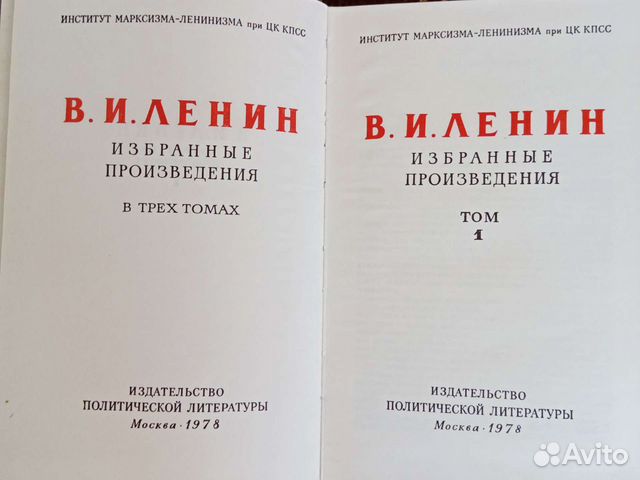 ИНСТИТУТ МАРКСИЗМА-ЛЕНИНИЗМА при ЦК КПСС
В. И. ЛЕНИН
ИЗБРАННЫЕ
ПРОИЗВЕДЕНИЯ
В ТРЕХ ТОМАХ
ИЗДАТЕЛЬСТВО
ПОЛИТИЧЕСКОЙ ЛИТЕРАТУРЫ
Москва · 1978
ИНСТИТУТ МАРКСИЗМА-ЛЕНИНИЗМА при ЦК КПСС
В. И. ЛЕНИН
ИЗБРАННЫЕ
ПРОИЗВЕДЕНИЯ
ТОМ
1
ИЗДАТЕЛЬСТВО
ПОЛИТИЧЕСКОЙ ЛИТЕРАТУРЫ
Москва · 1978
Avito